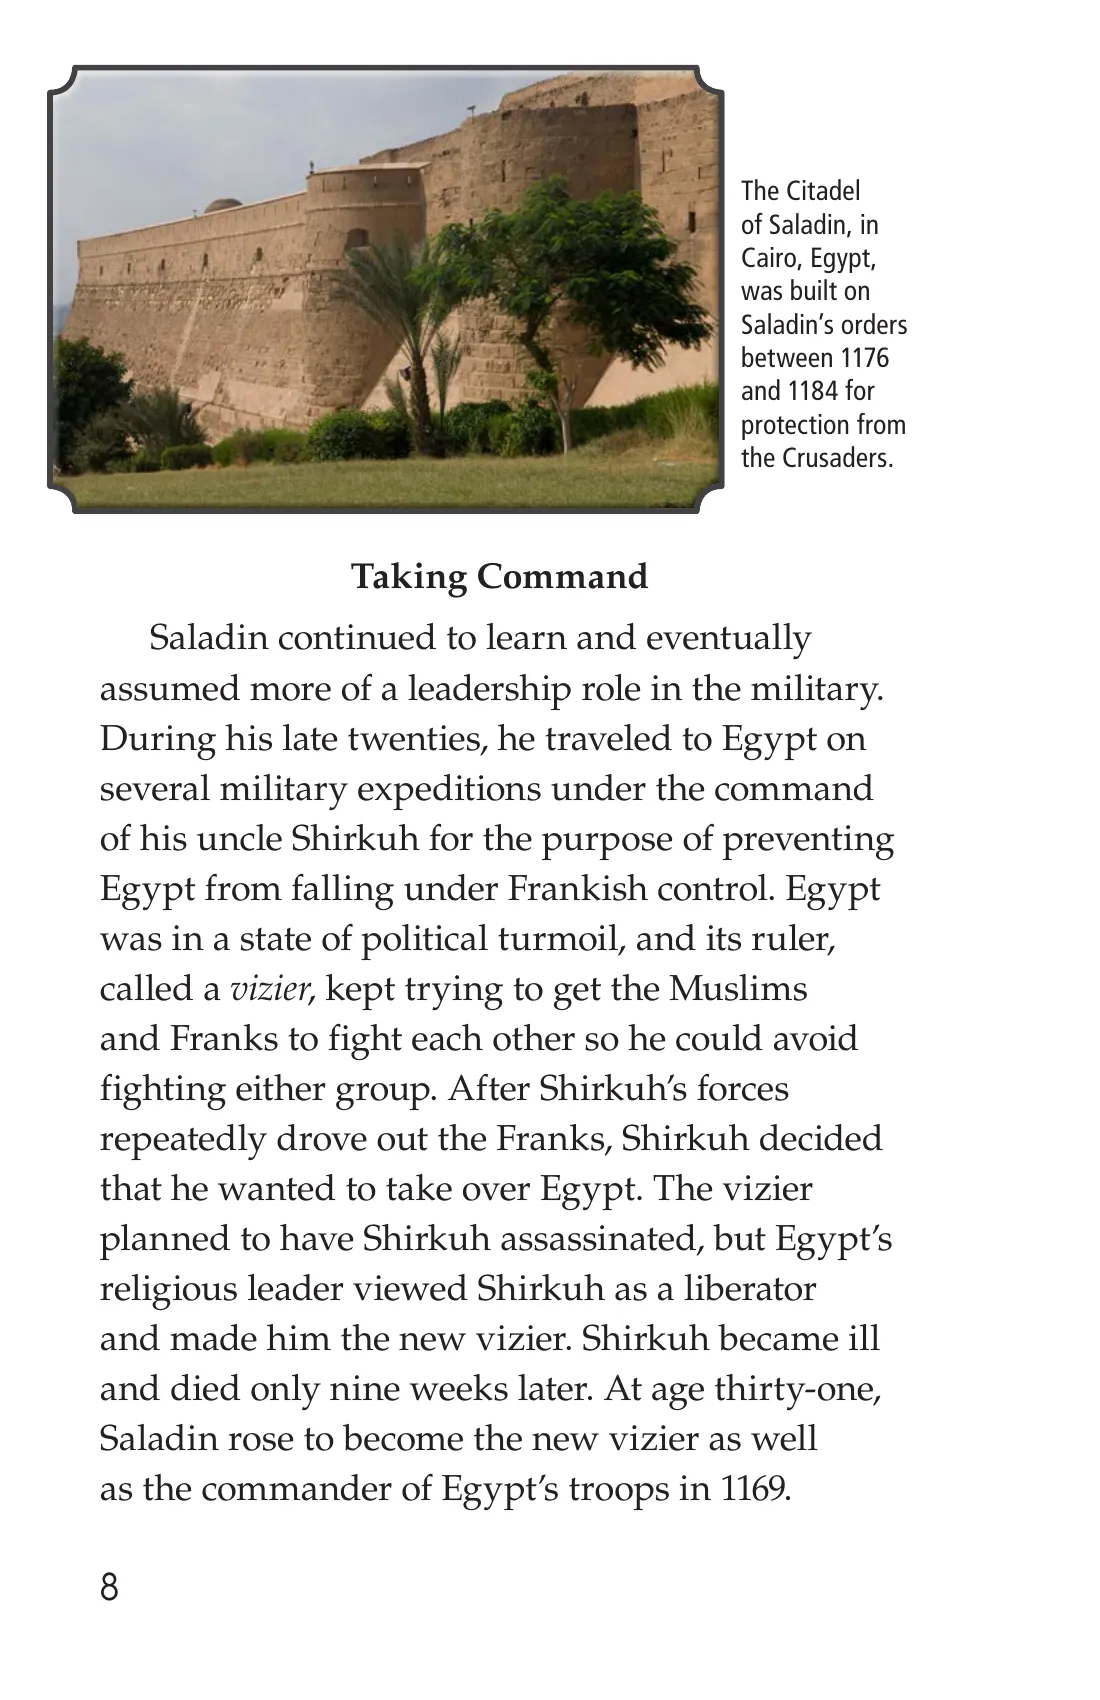 The Citadel
of Saladin, in
Cairo, Egypt,
was built on
Saladin’s orders
between 1176
and 1184 for
protection from
the Crusaders.
Taking Command
Saladin continued to learn and eventually
assumed more of a leadership role in the military.
During his late twenties, he traveled to Egypt on
several military expeditions under the command
of his uncle Shirkuh for the purpose of preventing
Egypt from falling under Frankish control. Egypt
was in a state of political turmoil, and its ruler,
called a vizier, kept trying to get the Muslims
and Franks to fight each other so he could avoid
fighting either group. After Shirkuh’s forces
repeatedly drove out the Franks, Shirkuh decided
that he wanted to take over Egypt. The vizier
planned to have Shirkuh assassinated, but Egypt’s
religious leader viewed Shirkuh as a liberator
and made him the new vizier. Shirkuh became ill
and died only nine weeks later. At age thirty-one,
Saladin rose to become the new vizier as well
as the commander of Egypt’s troops in 1169.
8